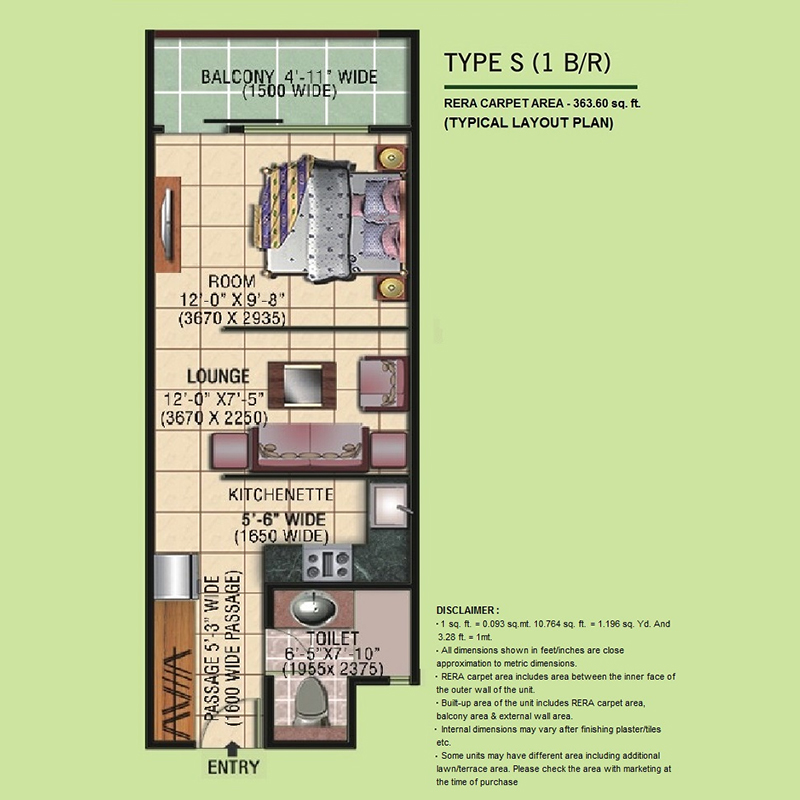 BALCONY 4'-11" WIDE
(1500 WIDE)
TYPE S (1 B/R)
RERA CARPET AREA - 363.60 sq. ft.
(TYPICAL LAYOUT PLAN)
ROOM
12'-0" X 9'-8"
(3670 X 2935)
LOUNGE
12'-0" X7'-5"
(3670 X 2250)
KITCHENETTE
5'-6" WIDE
(1650 WIDE)
PASSAGE 5'-3" WIDE
(1600 WIDE PASSAGE)
TOILET
6'-5"X7'-10"
(1955x 2375)
ENTRY
DISCLAIMER :
· 1 sq. ft. = 0.093 sq.mt. 10.764 sq. ft. = 1.196 sq. Yd. And
3.28 ft. = 1mt.
· All dimensions shown in feet/inches are close
approximation to metric dimensions.
· RERA carpet area includes area between the inner face of
the outer wall of the unit.
· Built-up area of the unit includes RERA carpet area,
balcony area & external wall area.
· Internal dimensions may vary after finishing plaster/tiles
etc.
· Some units may have different area including additional
lawn/terrace area. Please check the area with marketing at
the time of purchase